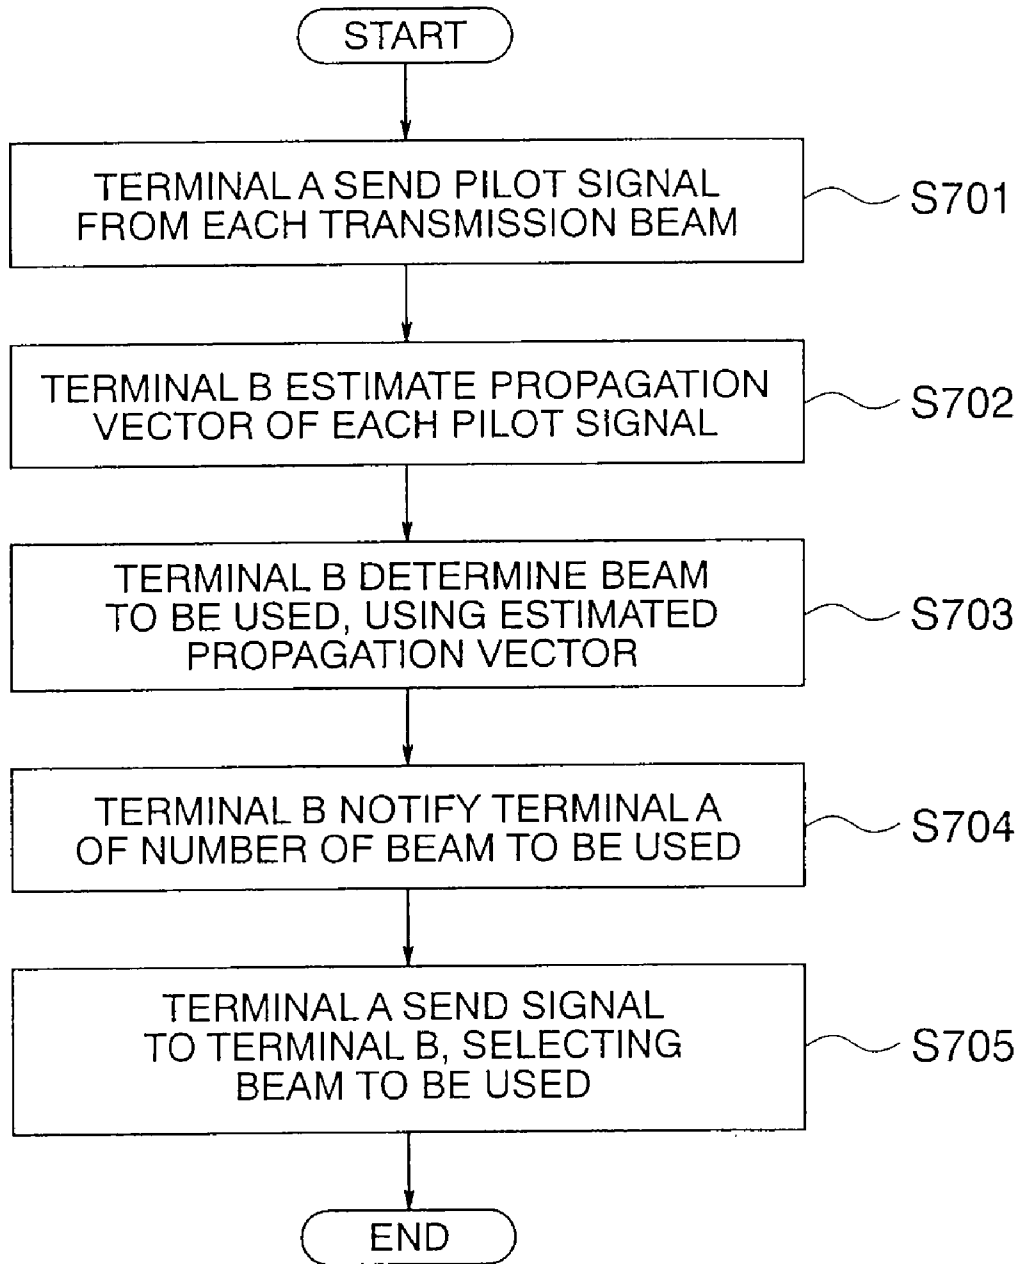 START
TERMINAL A SEND PILOT SIGNAL
FROM EACH TRANSMISSION BEAM
S701
TERMINAL B ESTIMATE PROPAGATION
VECTOR OF EACH PILOT SIGNAL
S702
TERMINAL B DETERMINE BEAM
TO BE USED, USING ESTIMATED
PROPAGATION VECTOR
S703
TERMINAL B NOTIFY TERMINAL A
OF NUMBER OF BEAM TO BE USED
S704
TERMINAL A SEND SIGNAL
TO TERMINAL B, SELECTING
BEAM TO BE USED
S705
END